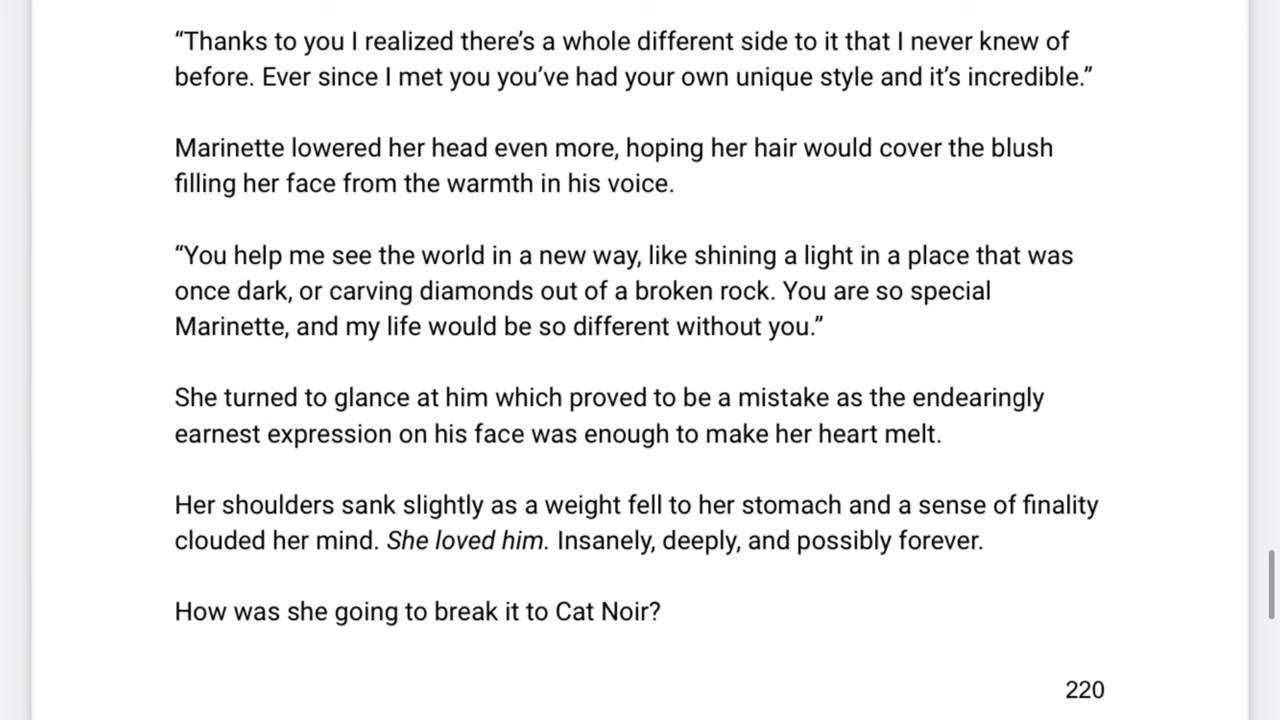 “Thanks to you I realized there’s a whole different side to it that I never knew of
before. Ever since I met you you’ve had your own unique style and it’s incredible.”
Marinette lowered her head even more, hoping her hair would cover the blush
filling her face from the warmth in his voice.
“You help me see the world in a new way, like shining a light in a place that was
once dark, or carving diamonds out of a broken rock. You are so special
Marinette, and my life would be so different without you.”
She turned to glance at him which proved to be a mistake as the endearingly
earnest expression on his face was enough to make her heart melt.
Her shoulders sank slightly as a weight fell to her stomach and a sense of finality
clouded her mind. She loved him. Insanely, deeply, and possibly forever.
How was she going to break it to Cat Noir?
220